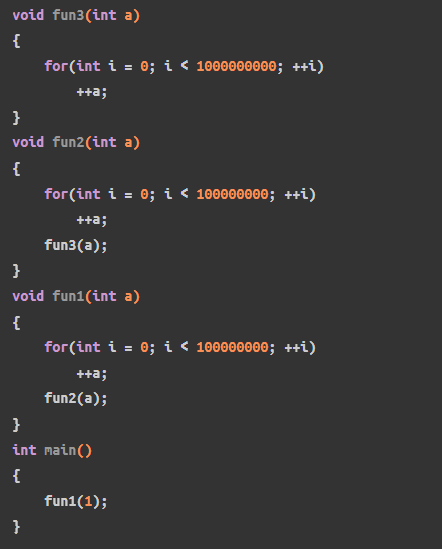 void fun3(int a)
{
    for(int i = 0; i < 1000000000; ++i)
        ++a;
}
void fun2(int a)
{
    for(int i = 0; i < 100000000; ++i)
        ++a;
    fun3(a);
}
void fun1(int a)
{
    for(int i = 0; i < 100000000; ++i)
        ++a;
    fun2(a);
}
int main()
{
    fun1(1);
}